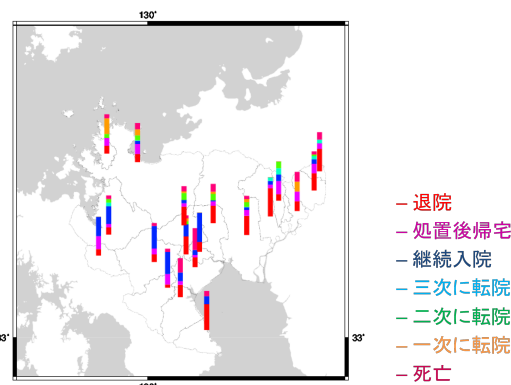 130°
– 退院
– 処置後帰宅
– 継続入院
– 三次に転院
– 二次に転院
– 一次に転院
– 死亡
33°